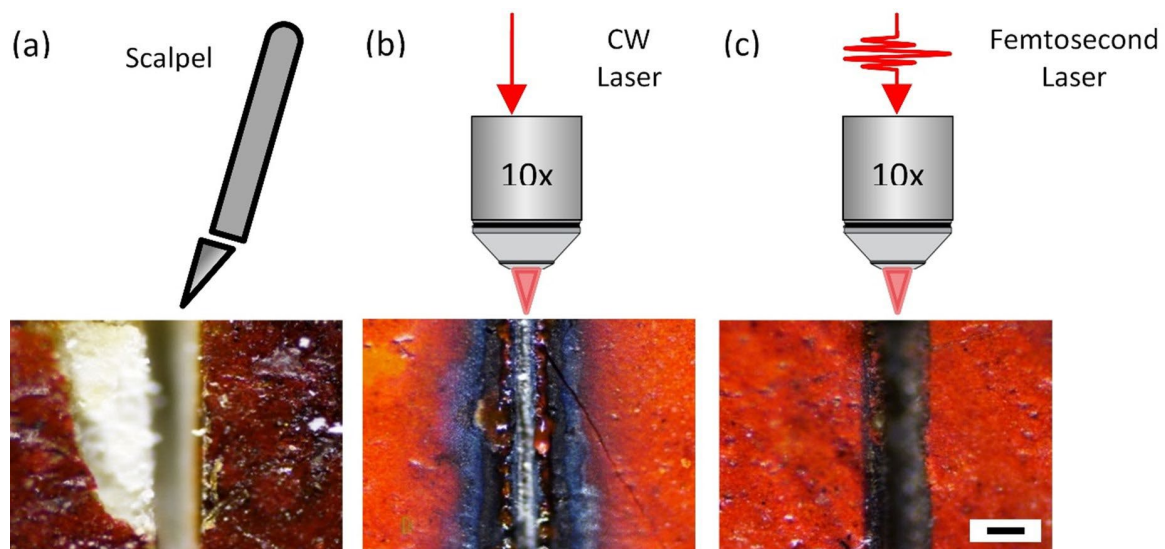 (a)
Scalpel
(b)
CW
Laser
10x
(c)
Femtosecond
Laser
10x